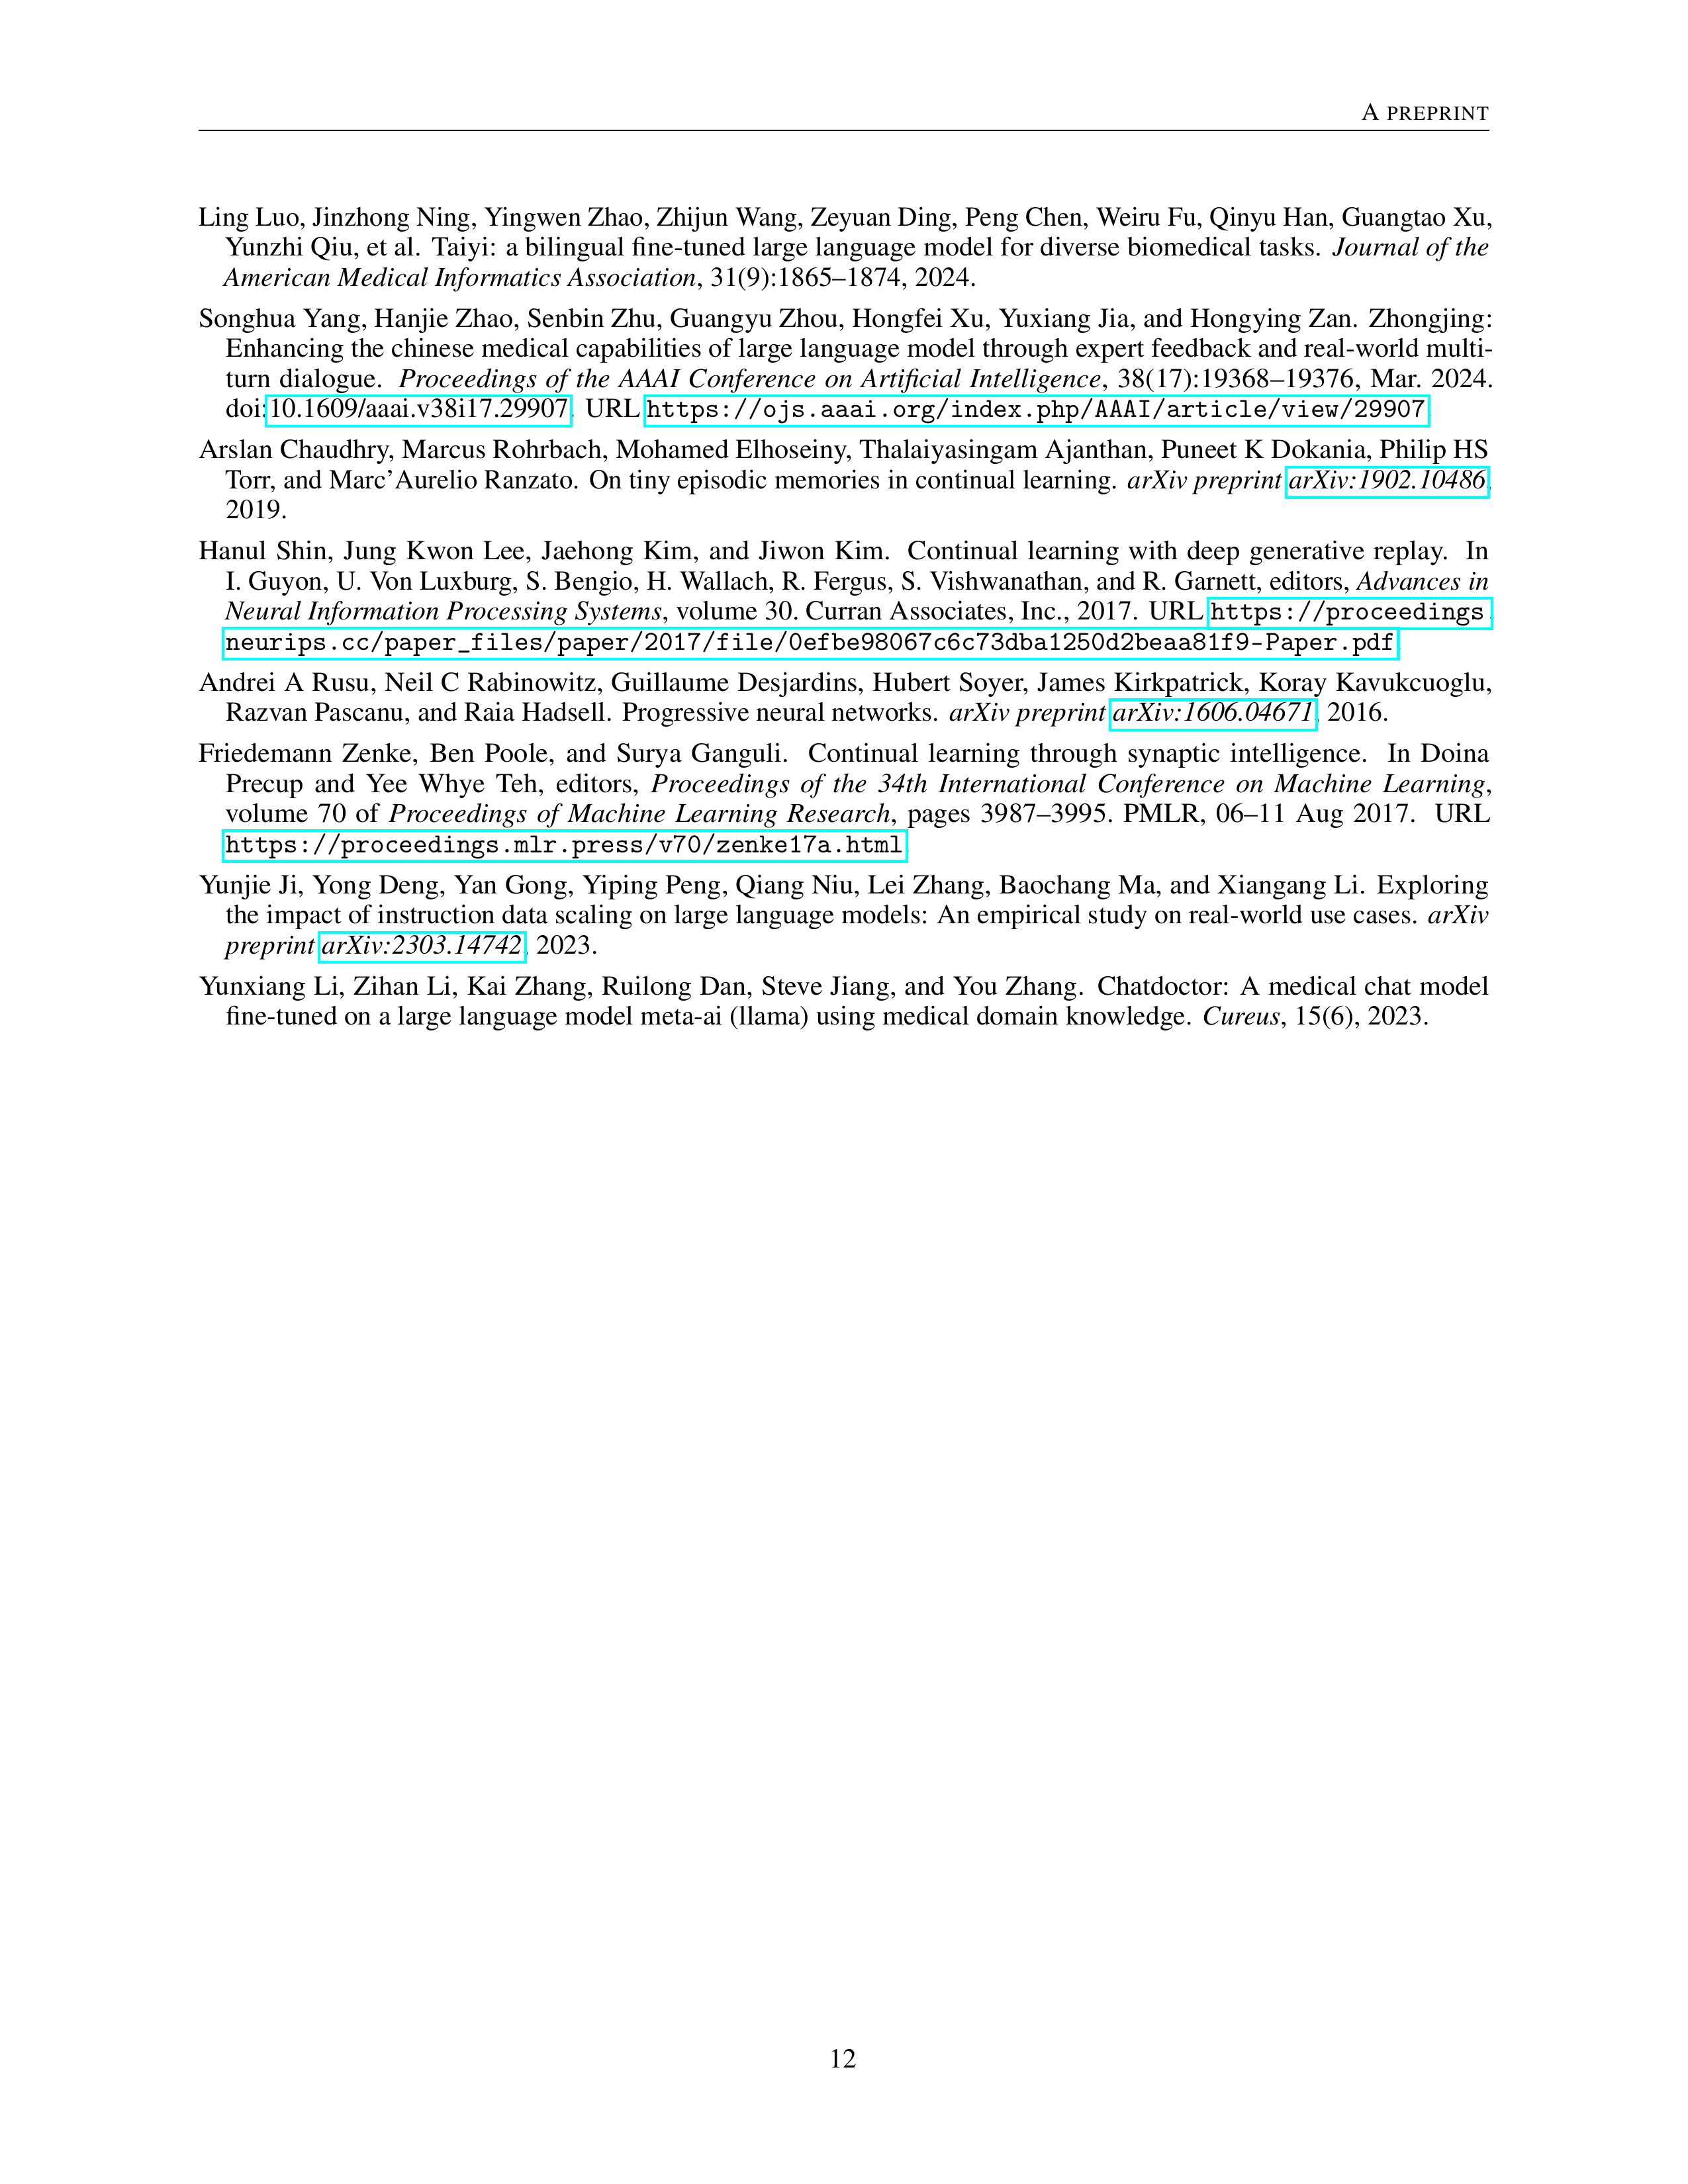 A PREPRINT
Ling Luo, Jinzhong Ning, Yingwen Zhao, Zhijun Wang, Zeyuan Ding, Peng Chen, Weiru Fu, Qinyu Han, Guangtao Xu,
Yunzhi Qiu, et al. Taiyi: a bilingual fine-tuned large language model for diverse biomedical tasks. Journal of the
American Medical Informatics Association, 31(9):1865–1874, 2024.
Songhua Yang, Hanjie Zhao, Senbin Zhu, Guangyu Zhou, Hongfei Xu, Yuxiang Jia, and Hongying Zan. Zhongjing:
Enhancing the chinese medical capabilities of large language model through expert feedback and real-world multi-
turn dialogue. Proceedings of the AAAI Conference on Artificial Intelligence, 38(17):19368–19376, Mar. 2024.
doi:10.1609/aaai.v38i17.29907. URL https://ojs.aaai.org/index.php/AAAI/article/view/29907.
Arslan Chaudhry, Marcus Rohrbach, Mohamed Elhoseiny, Thalaiyasingam Ajanthan, Puneet K Dokania, Philip HS
Torr, and Marc'Aurelio Ranzato. On tiny episodic memories in continual learning. arXiv preprint arXiv:1902.10486,
2019.
Hanul Shin, Jung Kwon Lee, Jaehong Kim, and Jiwon Kim. Continual learning with deep generative replay. In
I. Guyon, U. Von Luxburg, S. Bengio, H. Wallach, R. Fergus, S. Vishwanathan, and R. Garnett, editors, Advances in
Neural Information Processing Systems, volume 30. Curran Associates, Inc., 2017. URL https://proceedings.
neurips.cc/paper_files/paper/2017/file/0efbe98067c6c73dba1250d2beaa81f9-Paper.pdf.
Andrei A Rusu, Neil C Rabinowitz, Guillaume Desjardins, Hubert Soyer, James Kirkpatrick, Koray Kavukcuoglu,
Razvan Pascanu, and Raia Hadsell. Progressive neural networks. arXiv preprint arXiv:1606.04671, 2016.
Friedemann Zenke, Ben Poole, and Surya Ganguli. Continual learning through synaptic intelligence. In Doina
Precup and Yee Whye Teh, editors, Proceedings of the 34th International Conference on Machine Learning,
volume 70 of Proceedings of Machine Learning Research, pages 3987–3995. PMLR, 06–11 Aug 2017. URL
https://proceedings.mlr.press/v70/zenke17a.html.
Yunjie Ji, Yong Deng, Yan Gong, Yiping Peng, Qiang Niu, Lei Zhang, Baochang Ma, and Xiangang Li. Exploring
the impact of instruction data scaling on large language models: An empirical study on real-world use cases. arXiv
preprint arXiv:2303.14742, 2023.
Yunxiang Li, Zihan Li, Kai Zhang, Ruilong Dan, Steve Jiang, and You Zhang. Chatdoctor: A medical chat model
fine-tuned on a large language model meta-ai (llama) using medical domain knowledge. Cureus, 15(6), 2023.
12